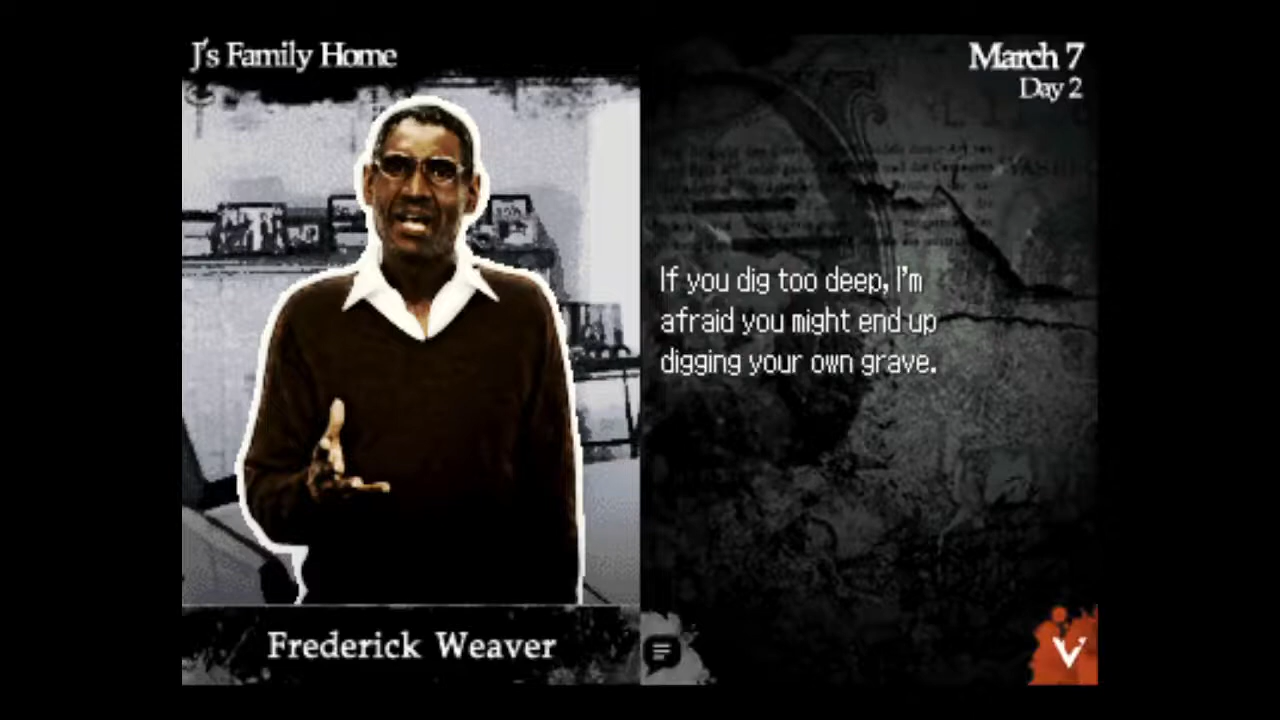 J's Family Home
March 7
Day 2
If you dig too deep, I'm
afraid you might end up
digging your own grave.
Frederick Weaver